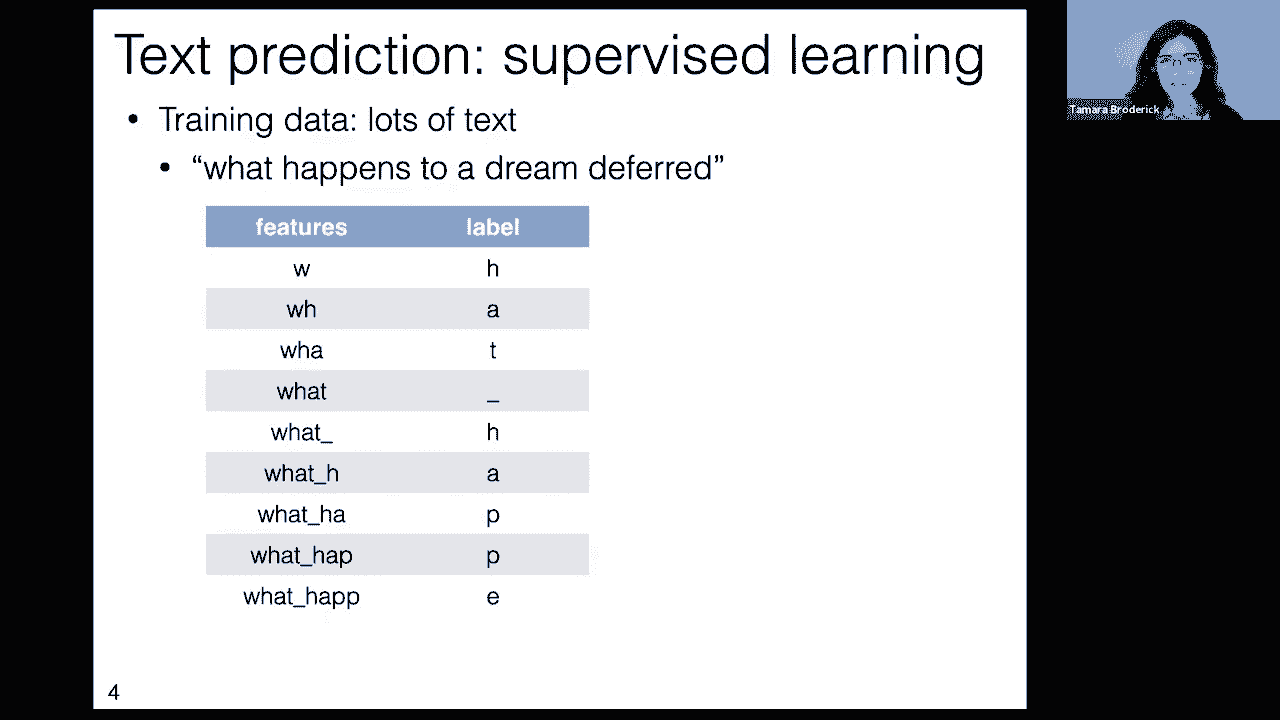 Text prediction: supervised learning
• Training data: lots of text
• “what happens to a dream deferred”
features label
w h
wh a
wha t
what _
what_ h
what_h a
what_ha p
what_hap p
what_happ e
4
Tamara Broderick